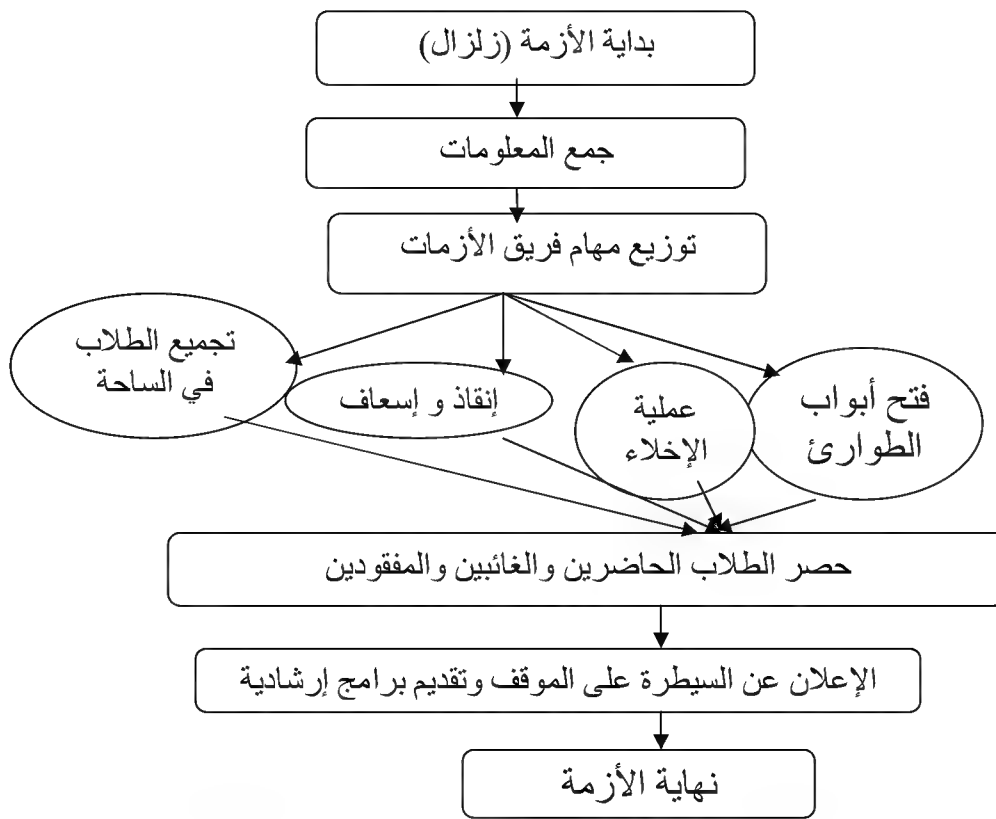 بداية الأزمة (زلزال)
جمع المعلومات
توزيع مهام فريق الأزمات
فتح أبواب
الطوارئ
عملية
الإخلاء
إنقاذ و إسعاف
تجميع الطلاب
في الساحة
حصر الطلاب الحاضرين والغائبين والمفقودين
الإعلان عن السيطرة على الموقف وتقديم برامج إرشادية
نهاية الأزمة